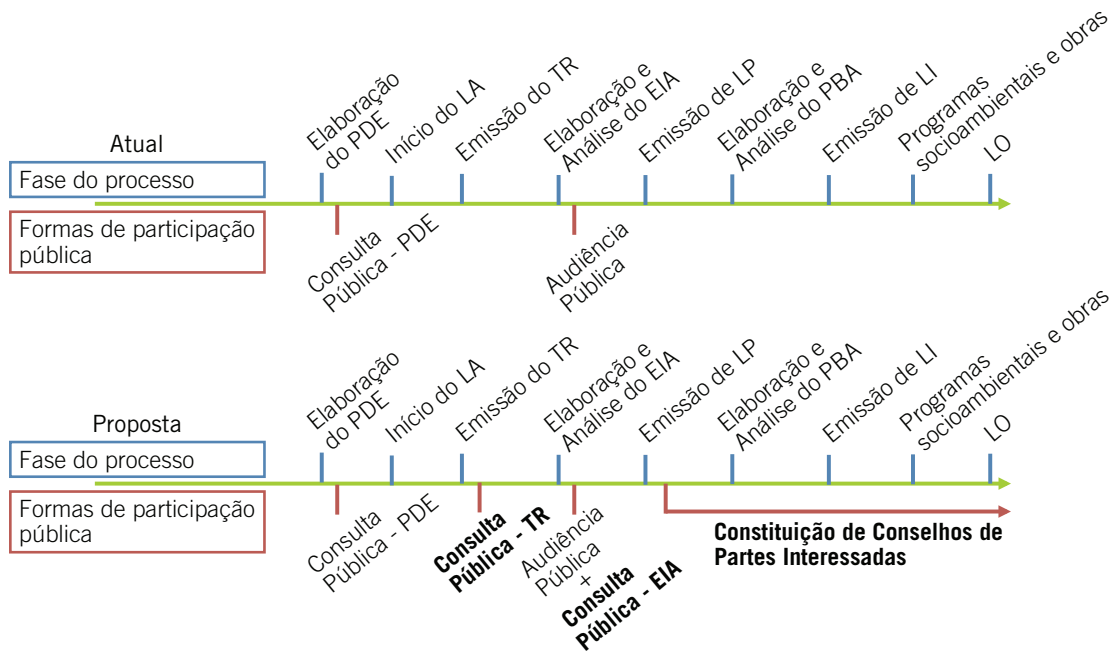 Atual
Fase do processo
Formas de participação
pública
Elaboração
do PDE
Início do LA
Emissão do TR
Elaboração e
Análise do EIA
Emissão de LP
Elaboração e
Análise do PBA
Emissão de LI
Programas
socioambientais e obras
LO
Consulta
Pública - PDE
Audiência
Pública
Proposta
Fase do processo
Formas de participação
pública
Elaboração
do PDE
Início do LA
Emissão do TR
Elaboração e
Análise do EIA
Emissão de LP
Elaboração e
Análise do PBA
Emissão de LI
Programas
socioambientais e obras
LO
Consulta
Pública - PDE
Consulta
Pública - TR
Audiência
Pública
+
Consulta
Pública - EIA
Constituição de Conselhos de
Partes Interessadas